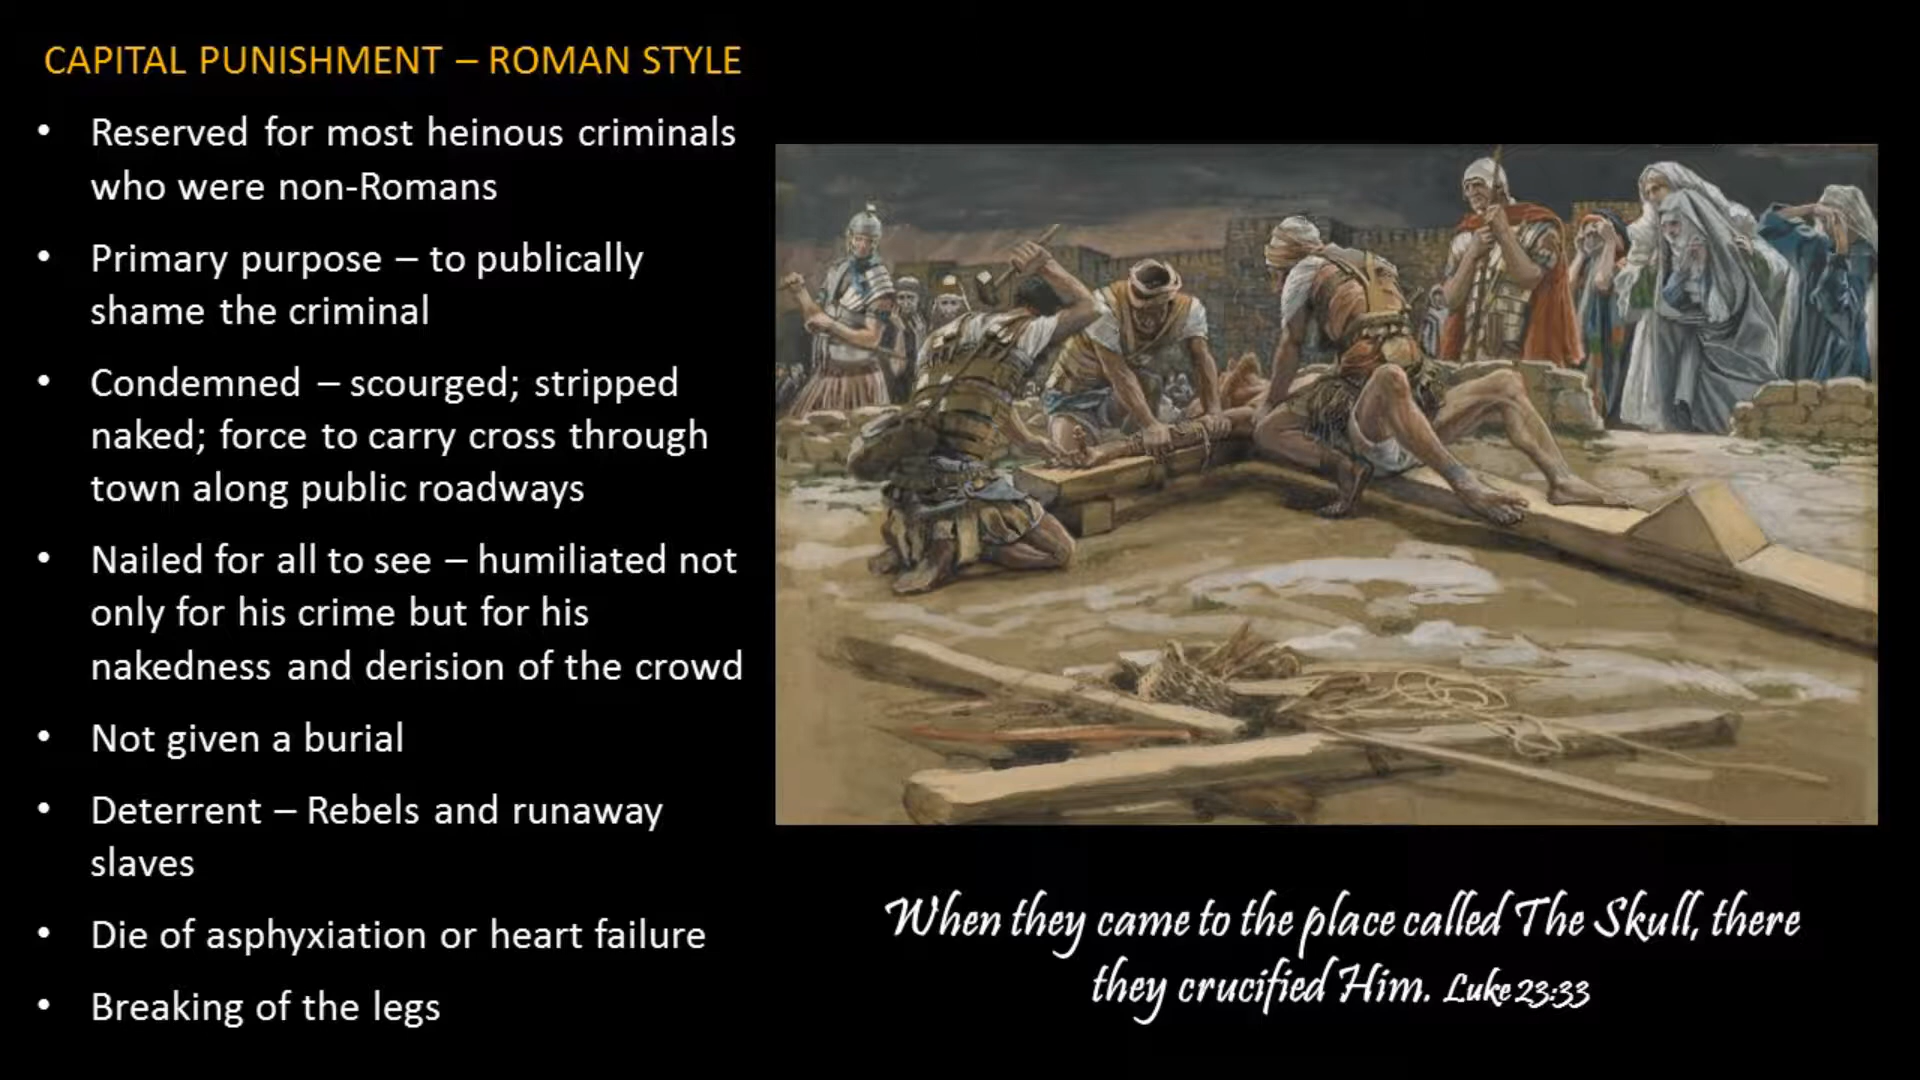 CAPITAL PUNISHMENT – ROMAN STYLE
• Reserved for most heinous criminals
who were non-Romans
• Primary purpose – to publically
shame the criminal
• Condemned – scourged; stripped
naked; force to carry cross through
town along public roadways
• Nailed for all to see – humiliated not
only for his crime but for his
nakedness and derision of the crowd
• Not given a burial
• Deterrent – Rebels and runaway
slaves
• Die of asphyxiation or heart failure
• Breaking of the legs
When they came to the place called The Skull, there
they crucified Him. Luke 23:33